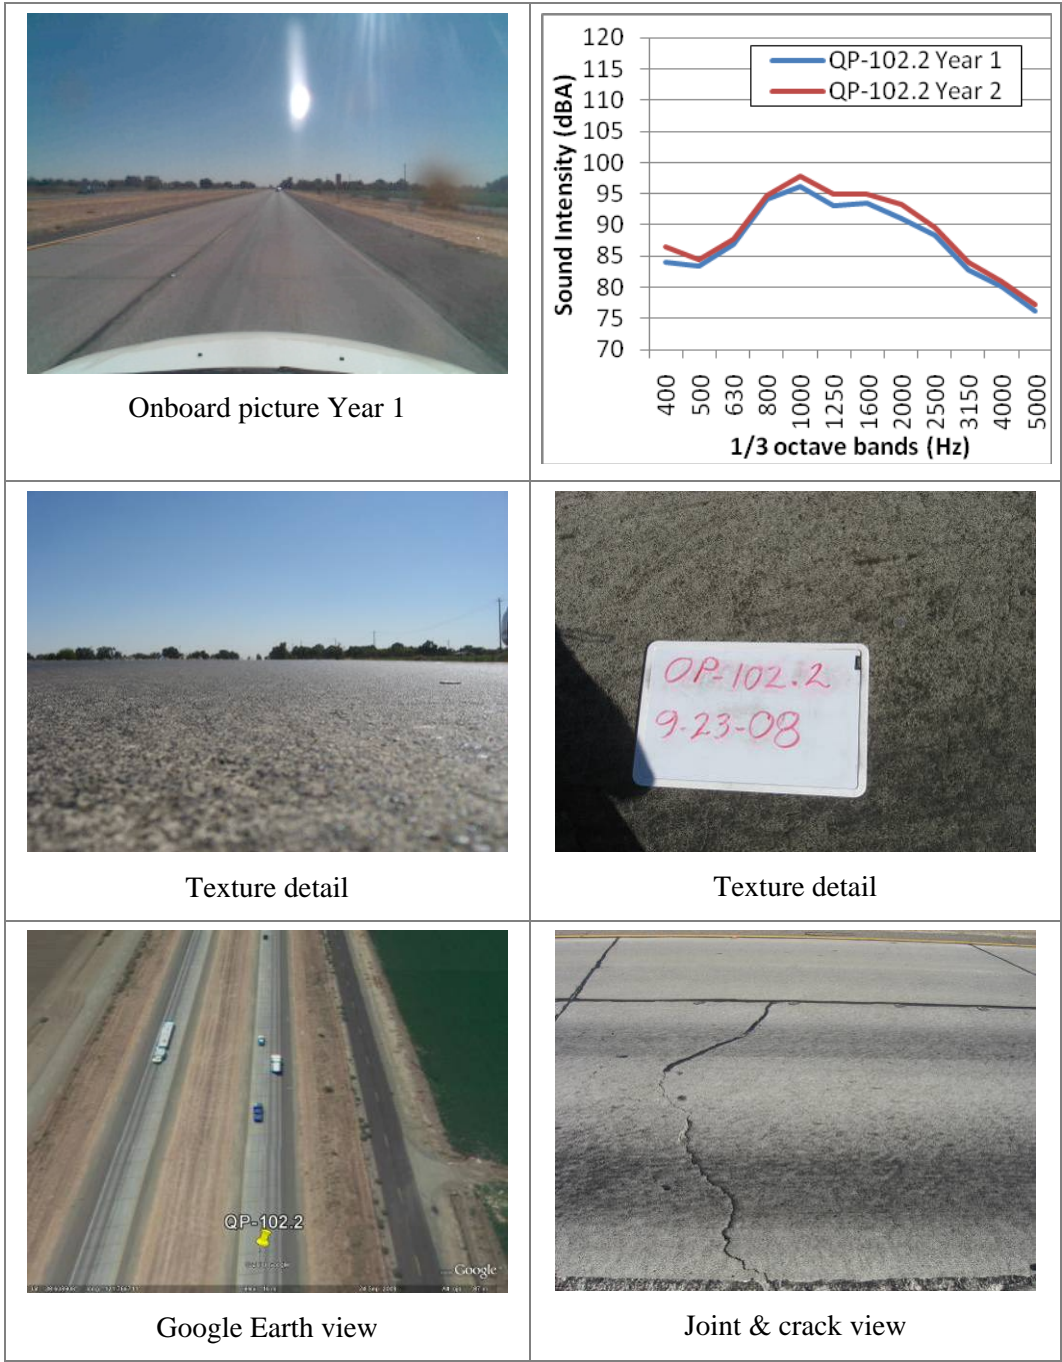 Onboard picture Year 1
120
115
110
105
100
95
90
85
80
75
70
Sound Intensity (dBA)
QP-102.2 Year 1
QP-102.2 Year 2
400
500
630
800
1000
1250
1600
2000
2500
3150
4000
5000
1/3 octave bands (Hz)
Texture detail
QP-102.2
9-23-08
Texture detail
QP-102.2
Google
Google Earth view
Joint & crack view